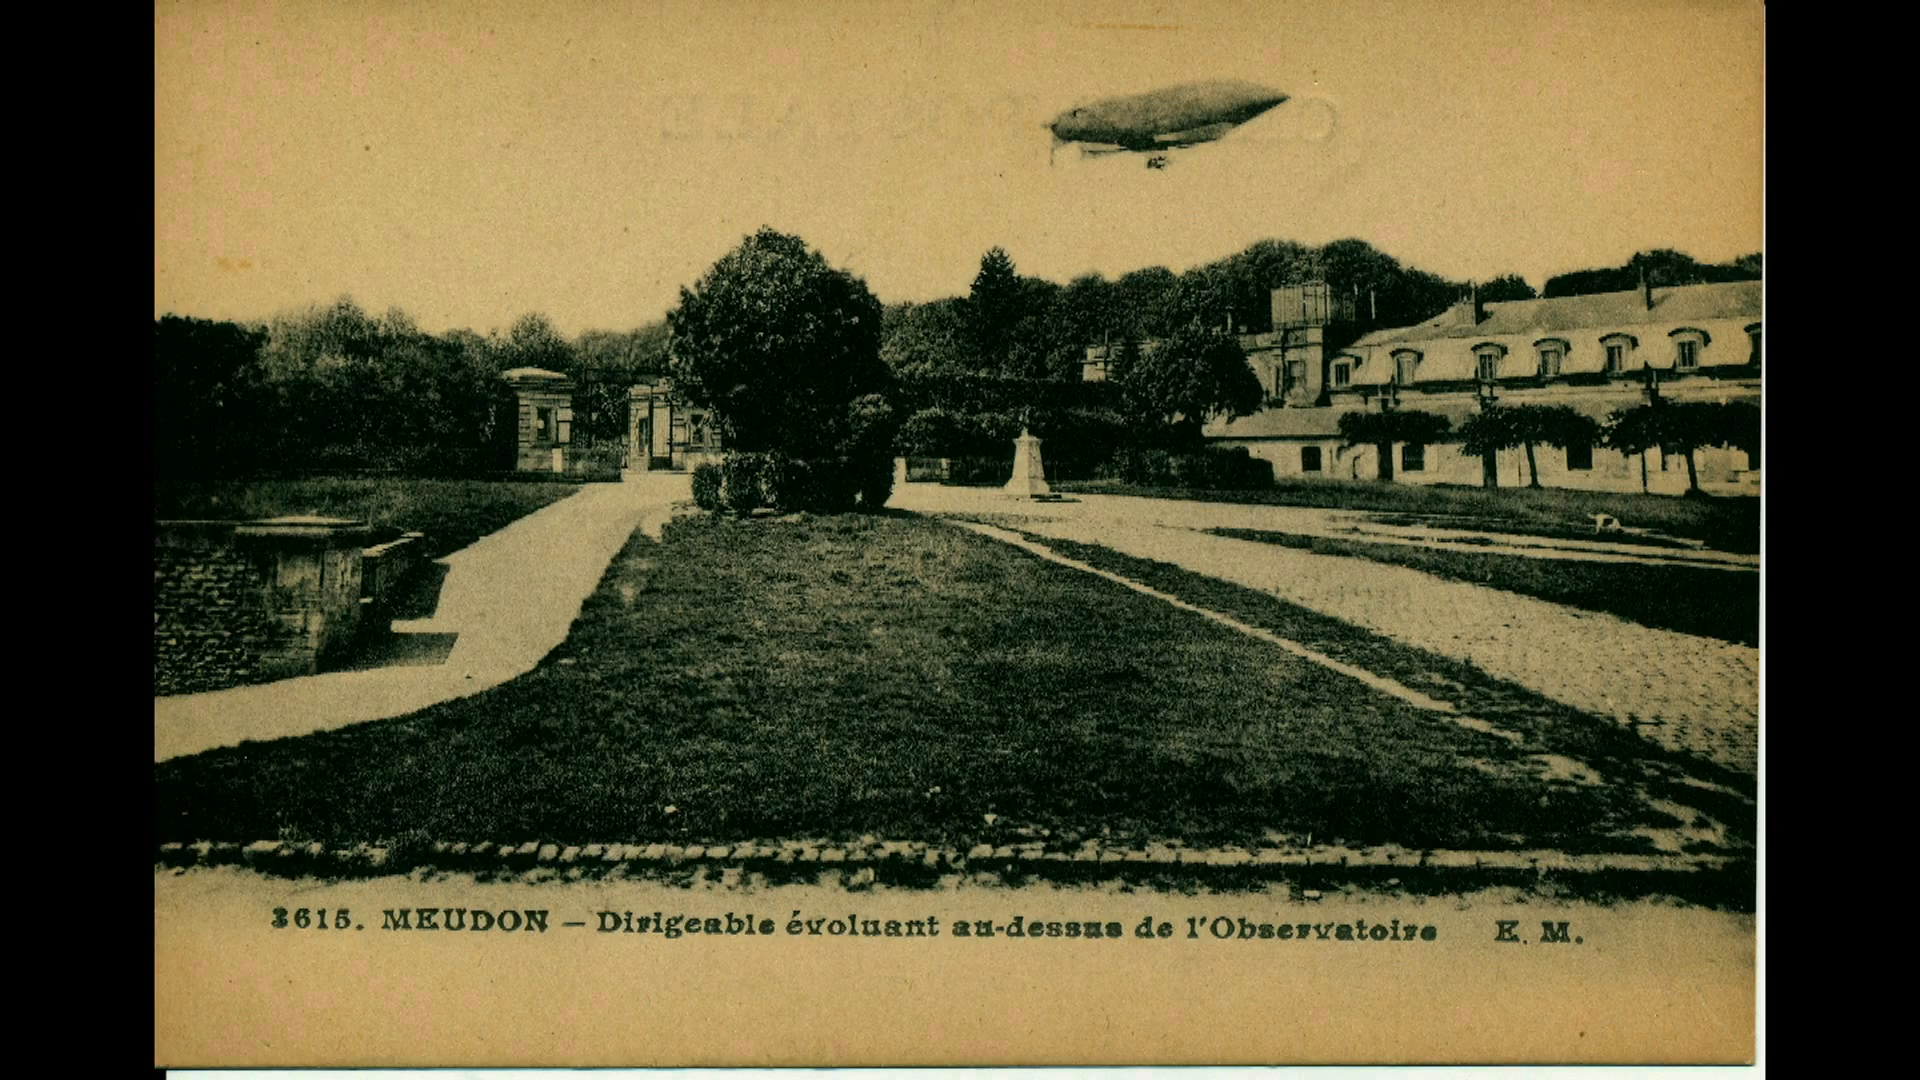 3615. MEUDON — Dirigeable évoluant au-dessus de l'Observatoire E. M.